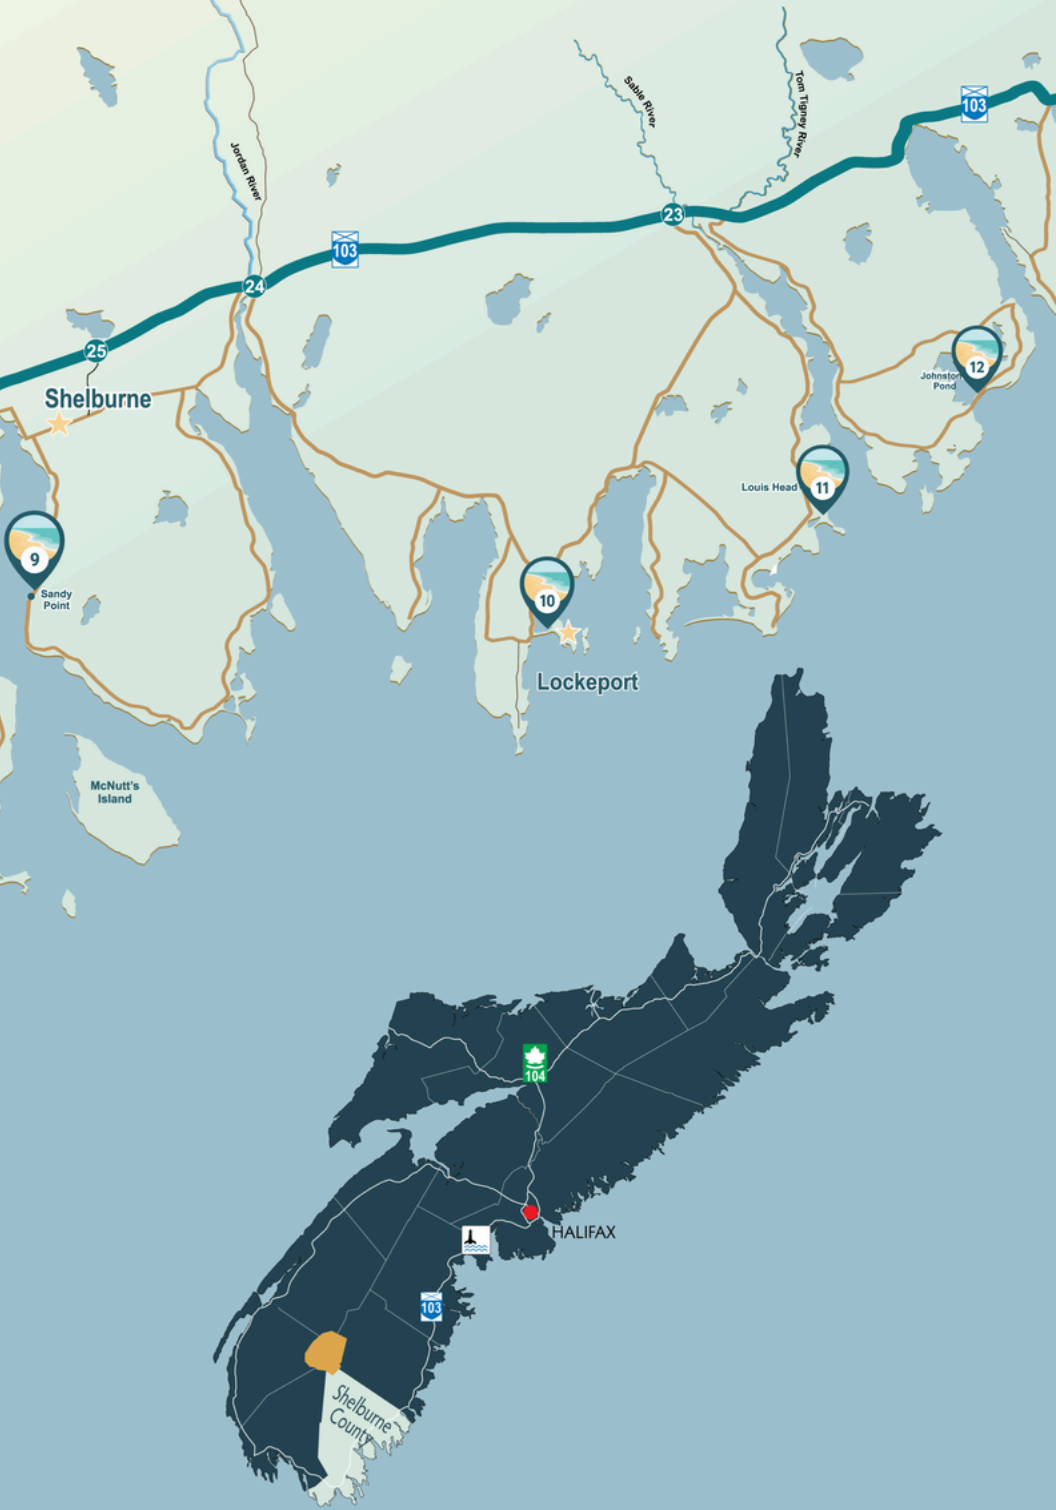 Jordan River
Sable River
Tom Tigney River
103
23
103
24
25
Shelburne
12
Johnston
Pond
11
Louis Head
9
Sandy
Point
10
Lockeport
McNutt's
Island
104
HALIFAX
103
Shelburne
County